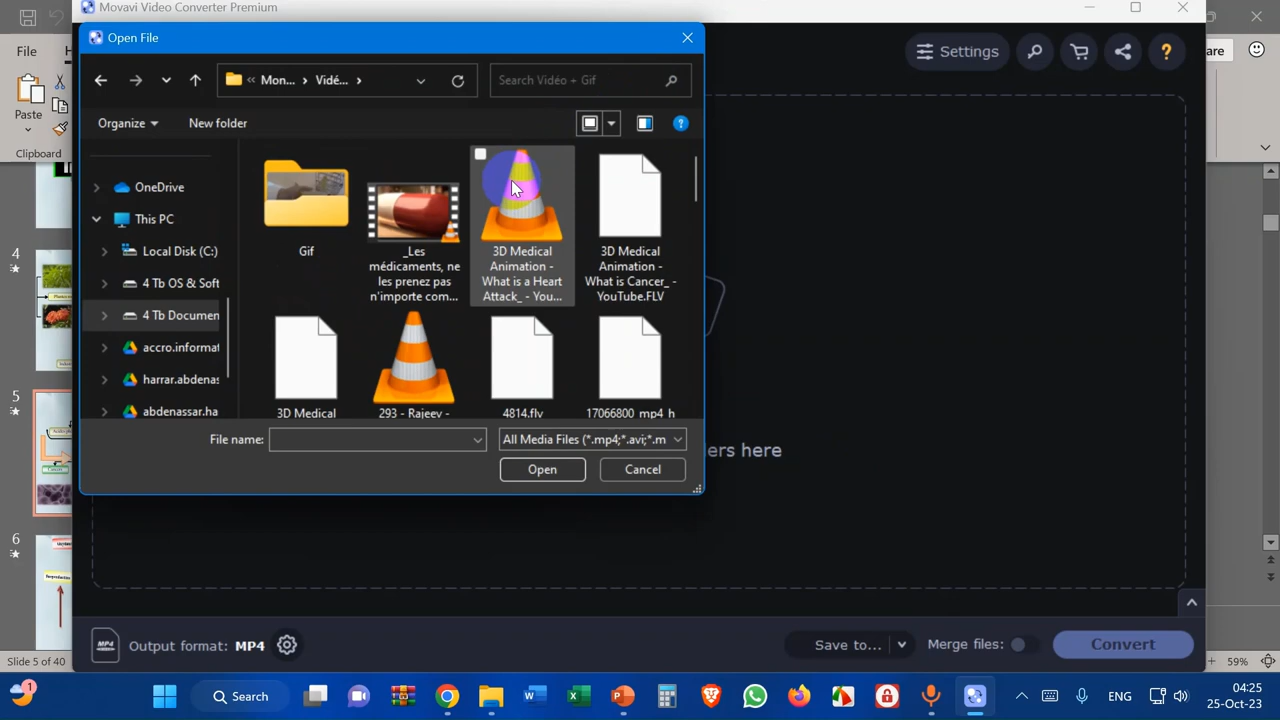 Movavi Video Converter Premium
Open File
File
Settings
are
Paste
Clipboard
Mon...
Vidé...
Search Vidéo + Gif
Organize
New folder
OneDrive
This PC
Local Disk (C:)
4 Tb OS & Soft
4 Tb Documen
accro.informat
harrar.abdenas
abdenassar.ha
Gif
_Les
médicaments, ne
les prenez pas
n'importe com...
3D Medical
Animation -
What is a Heart
Attack_ - You...
3D Medical
Animation -
What is Cancer_ -
YouTube.FLV
3D Medical
293 - Rajeev -
4814.flv
17066800_mp4_h
File name:
All Media Files (*.mp4;*.avi;*.m
Open
Cancel
ers here
4
5
6
Output format: MP4
Save to...
Merge files:
Convert
Slide 5 of 40
59%
1
Search
ENG
04:25
25-Oct-23